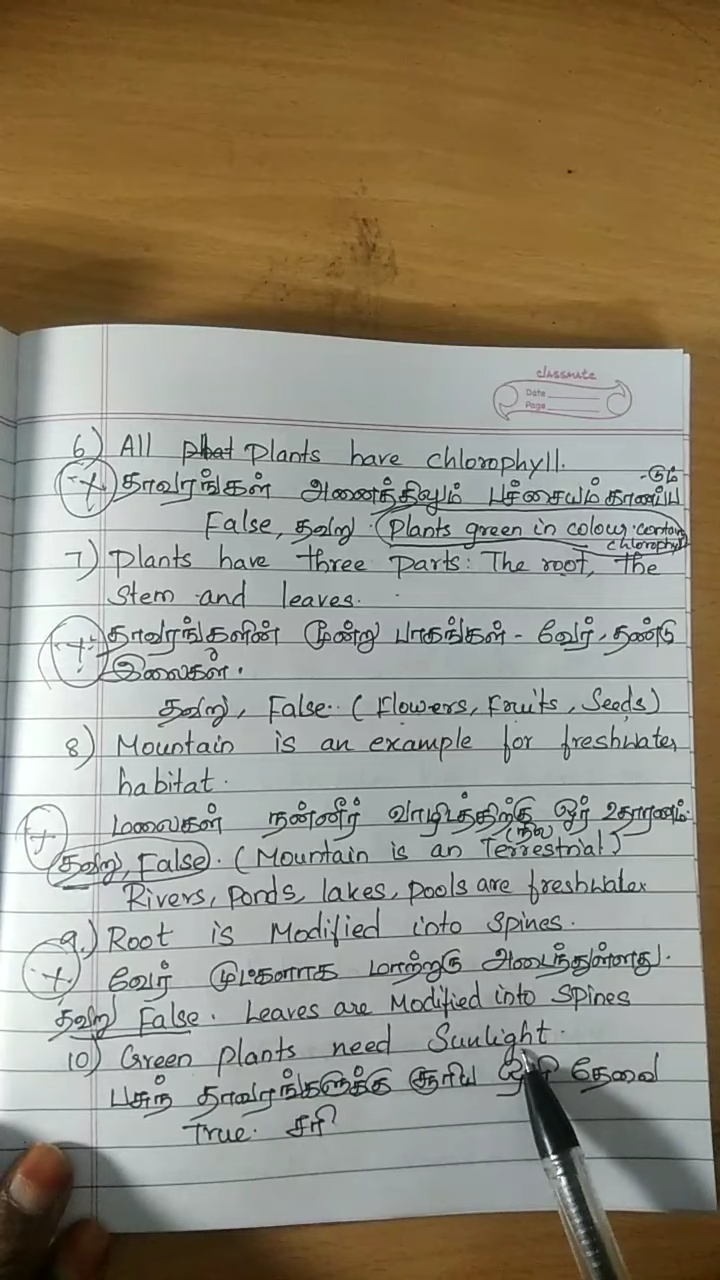 classmate
Date
Page
6) All Plants have chlorophyll.
தாவரங்கள் அனைத்திலும் பச்சையம் காணப்ப
-டும்
False, தவறு. (Plants green in colour contain
chlorophyll
7) Plants have three Parts: The root, The
Stem and leaves.
தாவரங்களின் மூன்று பாகங்கள் - வேர், தண்டு
இலைகள்.
தவறு, False. (Flowers, Fruits, Seeds)
8) Mountain is an example for freshwater
habitat.
மலைகள் நன்னீர் வாழிடத்திற்கு ஓர் உதாரணம்.
(நில
தவறு, False. (Mountain is an Terrestrial)
Rivers, Ponds, lakes, pools are freshwater
9.) Root is Modified into Spines.
வேர் முட்களாக மாற்றுரு அடைந்துள்ளது.
தவறு False. Leaves are Modified into Spines
10) Green plants need Sunlight.
பசுந் தாவரங்களுக்கு சூரிய ஒளி தேவை
True. சரி